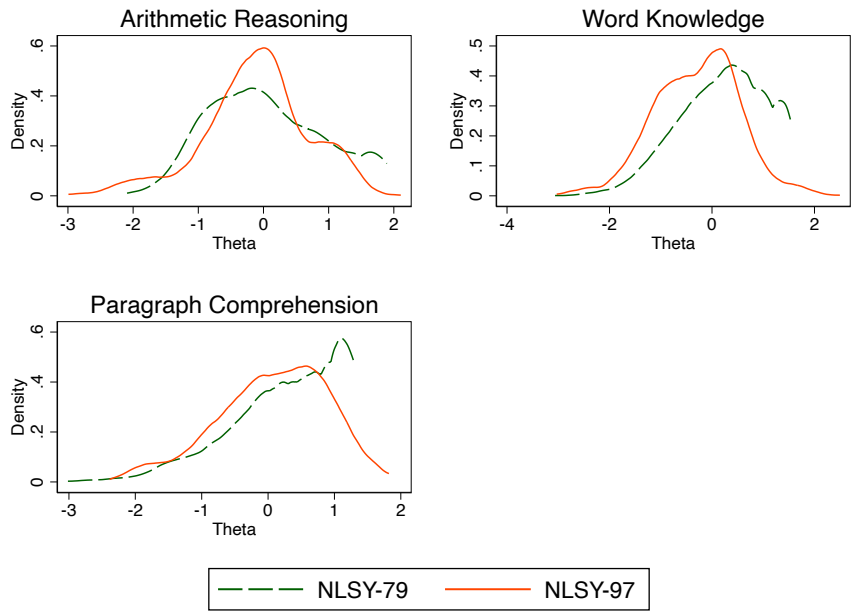 Arithmetic Reasoning
Density
0 .2 .4 .6
-3 -2 -1 0 1 2
Theta
Word Knowledge
Density
0 .1 .2 .3 .4 .5
-4 -2 0 2
Theta
Paragraph Comprehension
Density
0 .2 .4 .6
-3 -2 -1 0 1 2
Theta
NLSY-79 NLSY-97